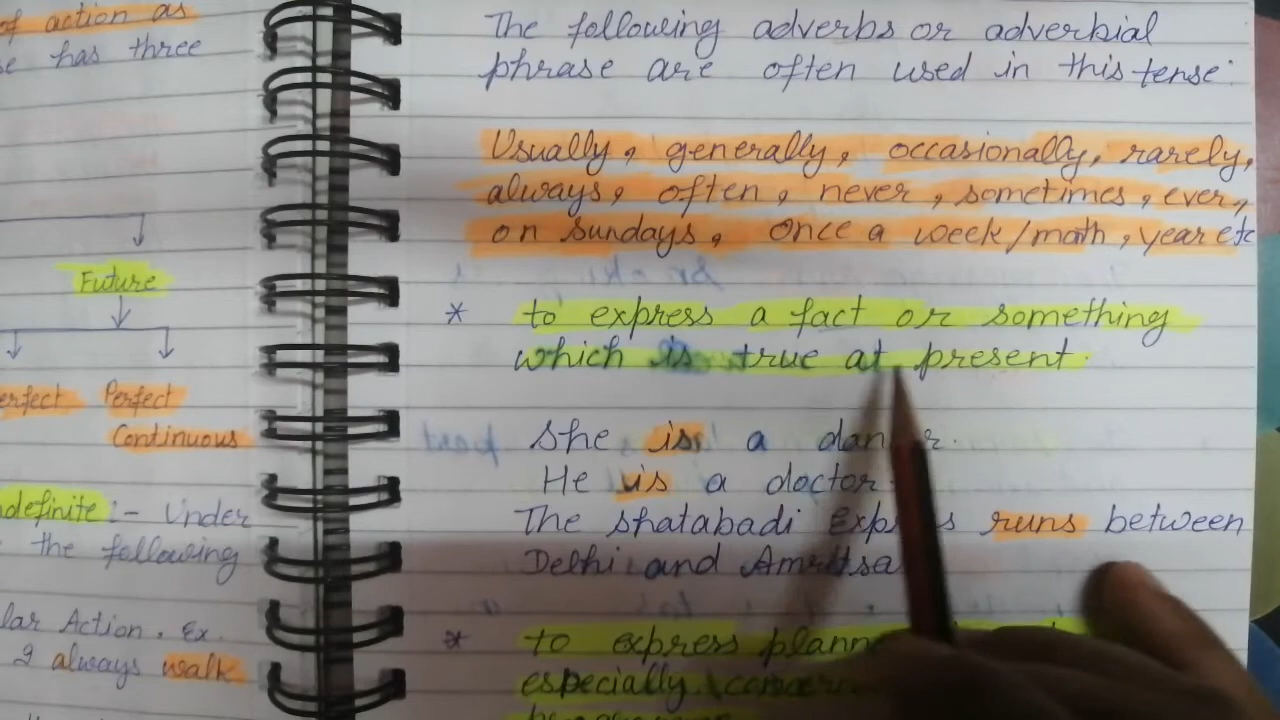 of action as
has three
Future
Perfect
Continuous
:- Under
the following
Action. Ex.
I always walk
The following adverbs or adverbial
phrase are often used in this tense:
Usually, generally, occasionally, rarely,
always, often, never, sometimes, ever,
on Sundays, Once a week/math, year etc
* to express a fact or something
which is true at present.
She is a
He is a doctor
The Shatabadi runs between
Delhi and
* to express
especially